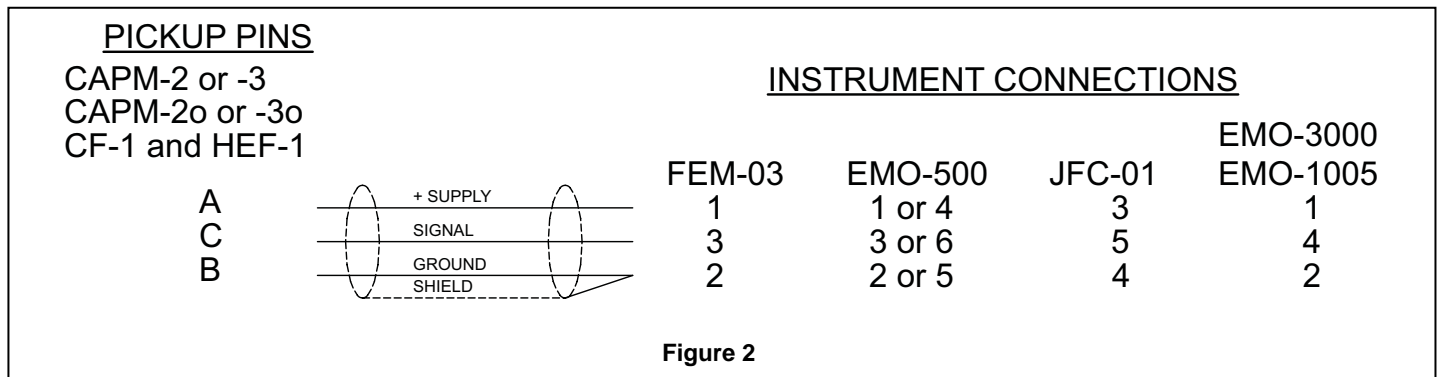 PICKUP PINS
CAPM-2 or -3
CAPM-2o or -3o
CF-1 and HEF-1
INSTRUMENT CONNECTIONS
EMO-3000
FEM-03 EMO-500 JFC-01 EMO-1005
A + SUPPLY 1 1 or 4 3 1
C SIGNAL 3 3 or 6 5 4
B GROUND 2 2 or 5 4 2
SHIELD
Figure 2